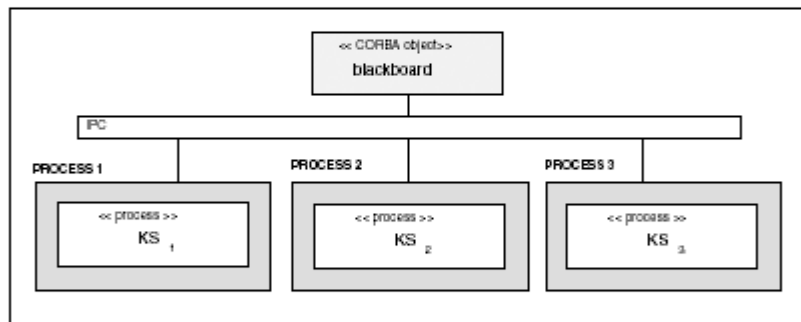 << CORBA object>>
blackboard
IPC
PROCESS 1
PROCESS 2
PROCESS 3
<< process >>
KS 1
<< process >>
KS 2
<< process >>
KS 3